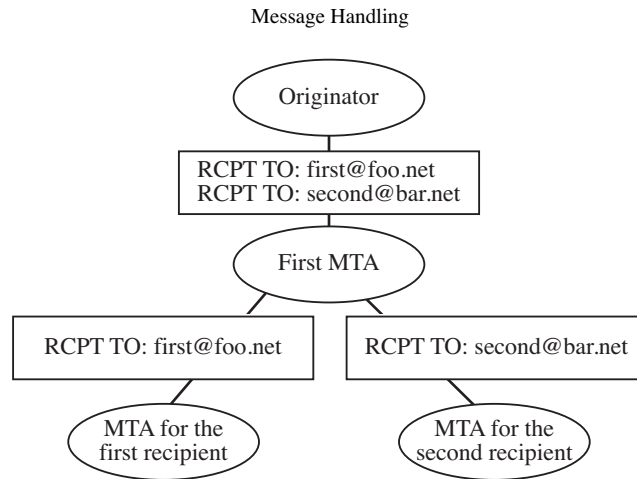 Message Handling
Originator
RCPT TO: first@foo.net
RCPT TO: second@bar.net
First MTA
RCPT TO: first@foo.net
RCPT TO: second@bar.net
MTA for the
first recipient
MTA for the
second recipient